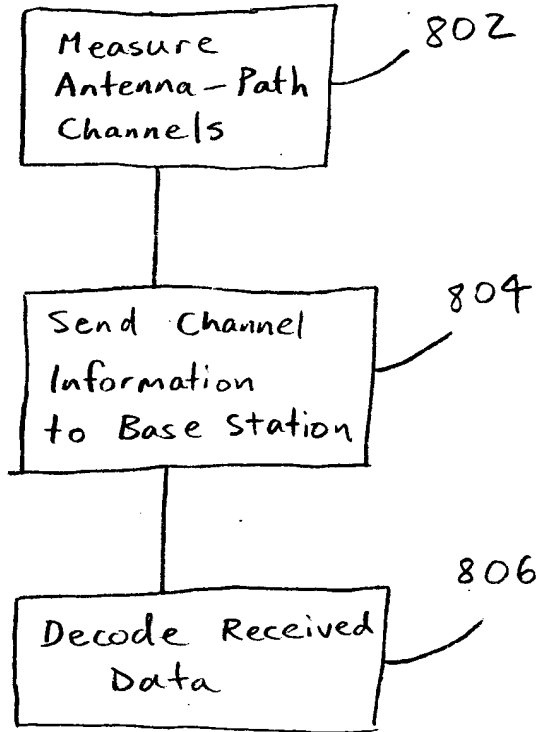 Measure
Antenna-Path
Channels
802
Send Channel
Information
to Base Station
804
Decode Received
Data
806